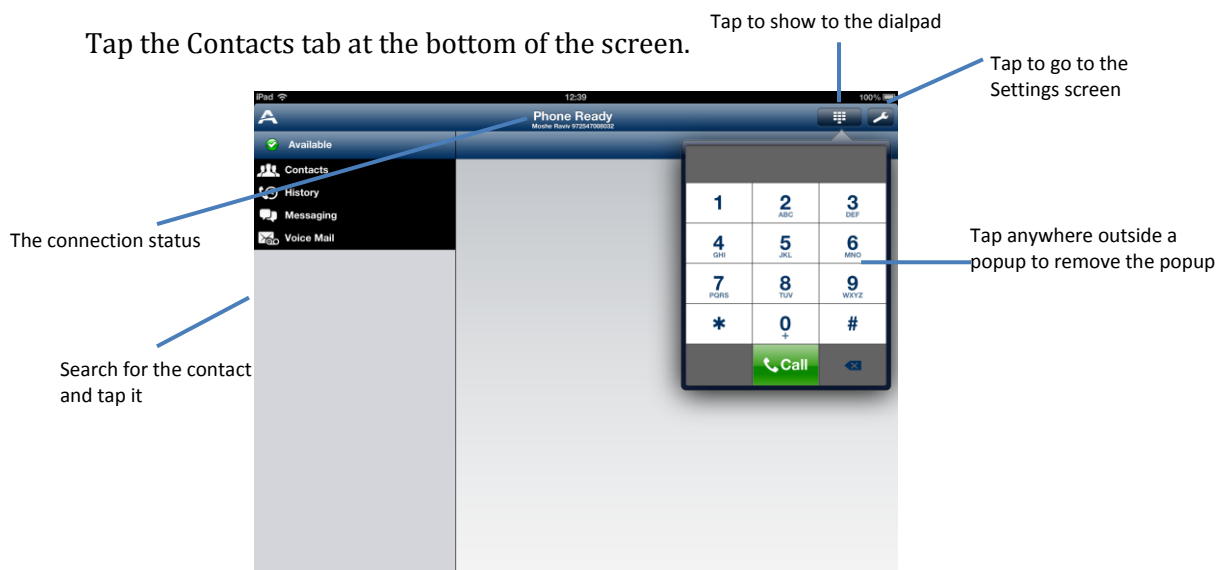 Tap to show to the dialpad
Tap the Contacts tab at the bottom of the screen.
Tap to go to the
Settings screen
iPad 12:39 100%
Phone Ready
Moshe Raviv 972547008032
Available
Contacts
History
Messaging
Voice Mail
The connection status
Search for the contact
and tap it
1 2 3
ABC DEF
4 5 6
GHI JKL MNO
7 8 9
PQRS TUV WXYZ
* 0 #
+
Call
Tap anywhere outside a
popup to remove the popup